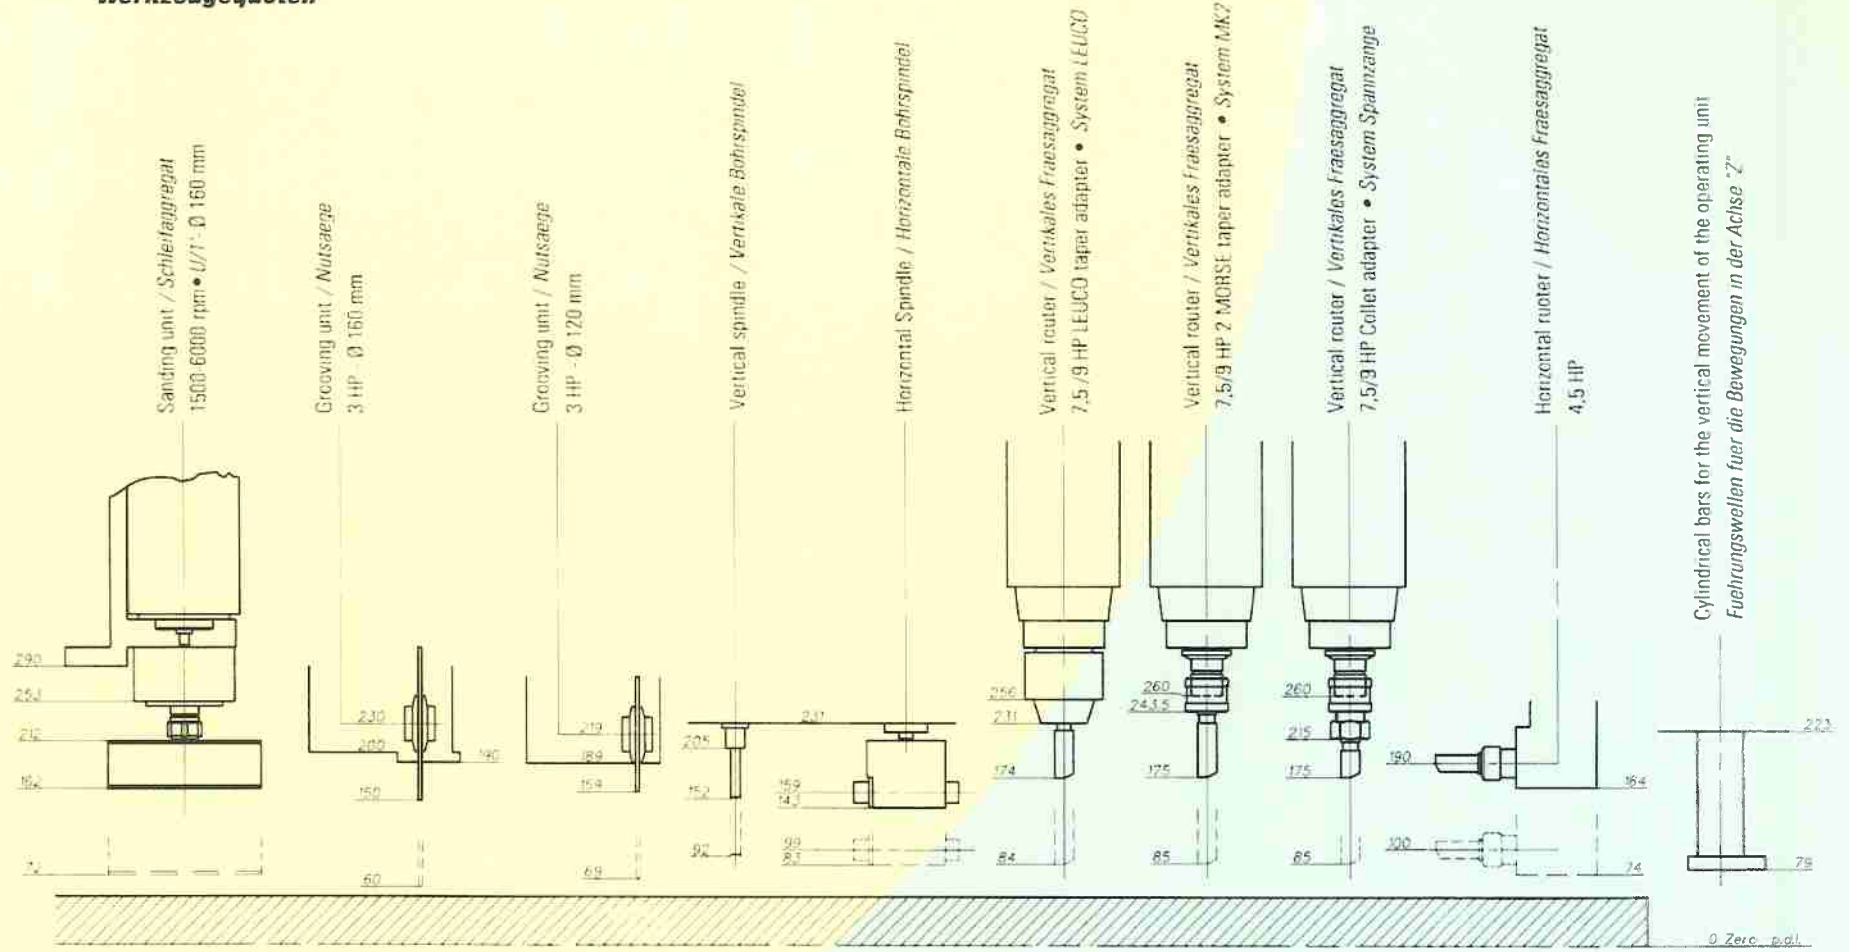 Werkzeugequoten
Sanding unit / Schleifaggregat
1500-6000 rpm • U/1' - Ø 160 mm
Grooving unit / Nutsaege
3 HP - Ø 160 mm
Grooving unit / Nutsaege
3 HP - Ø 120 mm
Vertical spindle / Vertikale Bohrspindel
Horizontal Spindle / Horizontale Bohrspindel
Vertical router / Vertikales Fraesaggregat
7,5/9 HP LEUCO taper adapter • System LEUCO
Vertical router / Vertikales Fraesaggregat
7,5/9 HP 2 MORSE taper adapter • System MK2
Vertical router / Vertikales Fraesaggregat
7,5/9 HP Collet adapter • System Spannzange
Horizontal ruoter / Horizontales Fraesaggregat
4,5 HP
Cylindrical bars for the vertical movement of the operating unit
Fuehrungswellen fuer die Bewegungen in der Achse "Z"
290
253
212
162
72
230
200
190
150
60
219
189
159
69
231
205
152
92
159
143
99
83
256
231
174
84
260
243,5
175
85
260
215
175
85
190
164
100
74
223
79
0 Zero p.d.l.